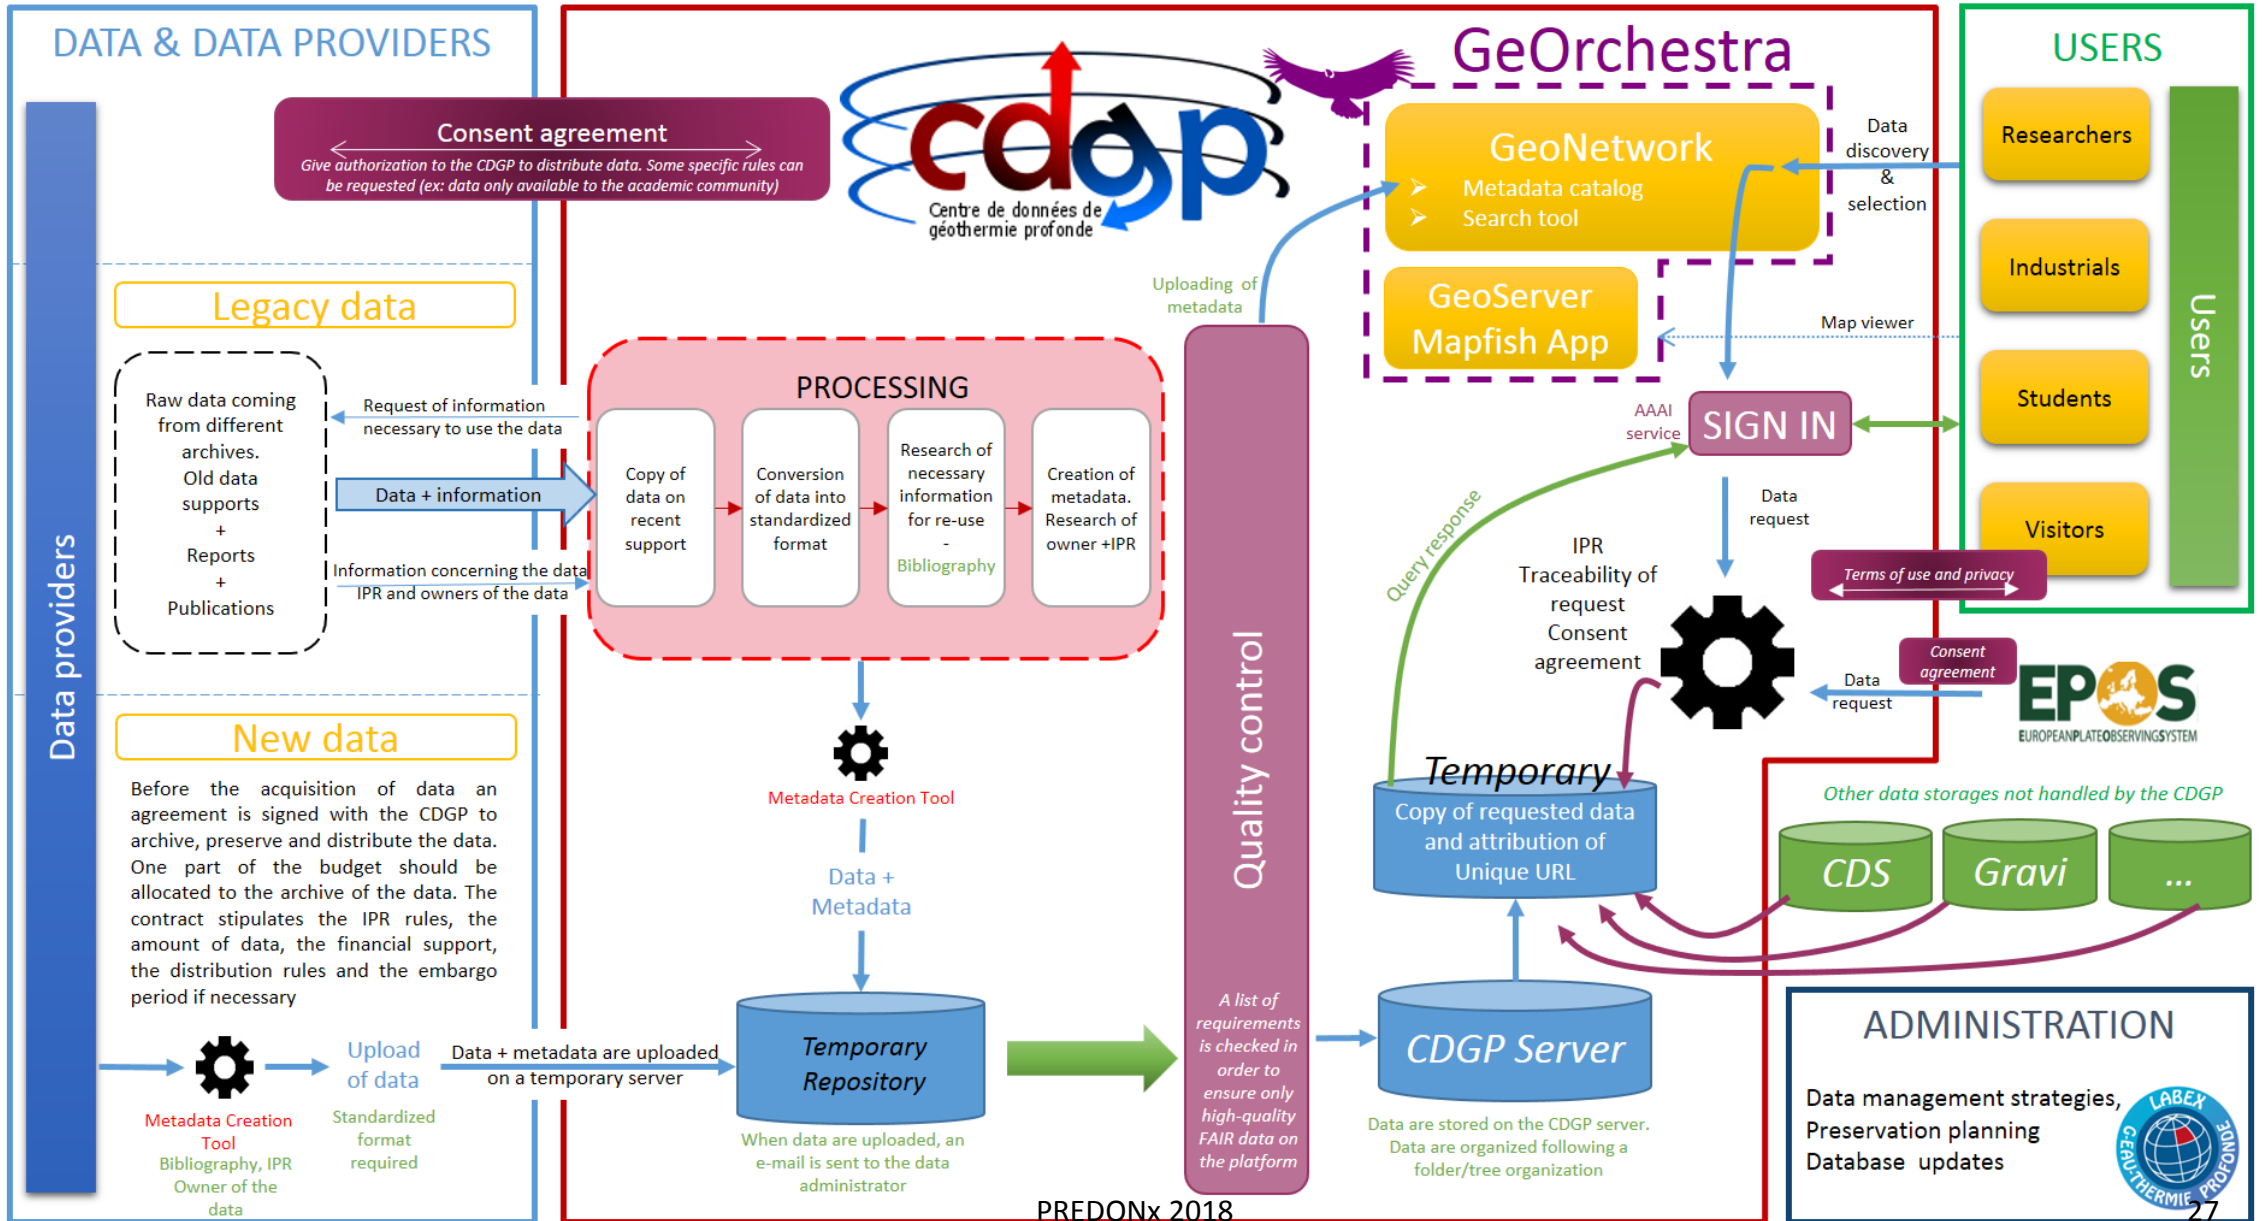 DATA & DATA PROVIDERS
Data providers
Consent agreement
Give authorization to the CDGP to distribute data. Some specific rules can
be requested (ex: data only available to the academic community)
Legacy data
Raw data coming
from different
archives.
Old data
supports
+
Reports
+
Publications
Request of information
necessary to use the data
Data + information
Information concerning the data
IPR and owners of the data
New data
Before the acquisition of data an
agreement is signed with the CDGP to
archive, preserve and distribute the data.
One part of the budget should be
allocated to the archive of the data. The
contract stipulates the IPR rules, the
amount of data, the financial support,
the distribution rules and the embargo
period if necessary
Metadata Creation
Tool
Bibliography, IPR
Owner of the
data
Upload
of data
Standardized
format
required
Data + metadata are uploaded
on a temporary server
cdgp
Centre de données de
géothermie profonde
PROCESSING
Copy of
data on
recent
support
Conversion
of data into
standardized
format
Research of
necessary
information
for re-use
-
Bibliography
Creation of
metadata.
Research of
owner +IPR
Metadata Creation Tool
Data +
Metadata
Temporary
Repository
When data are uploaded, an
e-mail is sent to the data
administrator
Uploading of
metadata
Quality control
A list of
requirements
is checked in
order to
ensure only
high-quality
FAIR data on
the platform
GeOrchestra
GeoNetwork
Metadata catalog
Search tool
GeoServer
Mapfish App
Data
discovery
&
selection
Map viewer
AAAI
service
SIGN IN
Query response
Data
request
IPR
Traceability of
request
Consent
agreement
Terms of use and privacy
Consent
agreement
Data
request
EPOS
EUROPEANPLATEOBSERVINGSYSTEM
Temporary
Copy of requested data
and attribution of
Unique URL
CDGP Server
Data are stored on the CDGP server.
Data are organized following a
folder/tree organization
Other data storages not handled by the CDGP
CDS
Gravi
...
USERS
Researchers
Industrials
Students
Visitors
Users
ADMINISTRATION
Data management strategies,
Preservation planning
Database updates
LABEX
G-EAU-THERMIE PROFONDE
PREDONx 2018
27